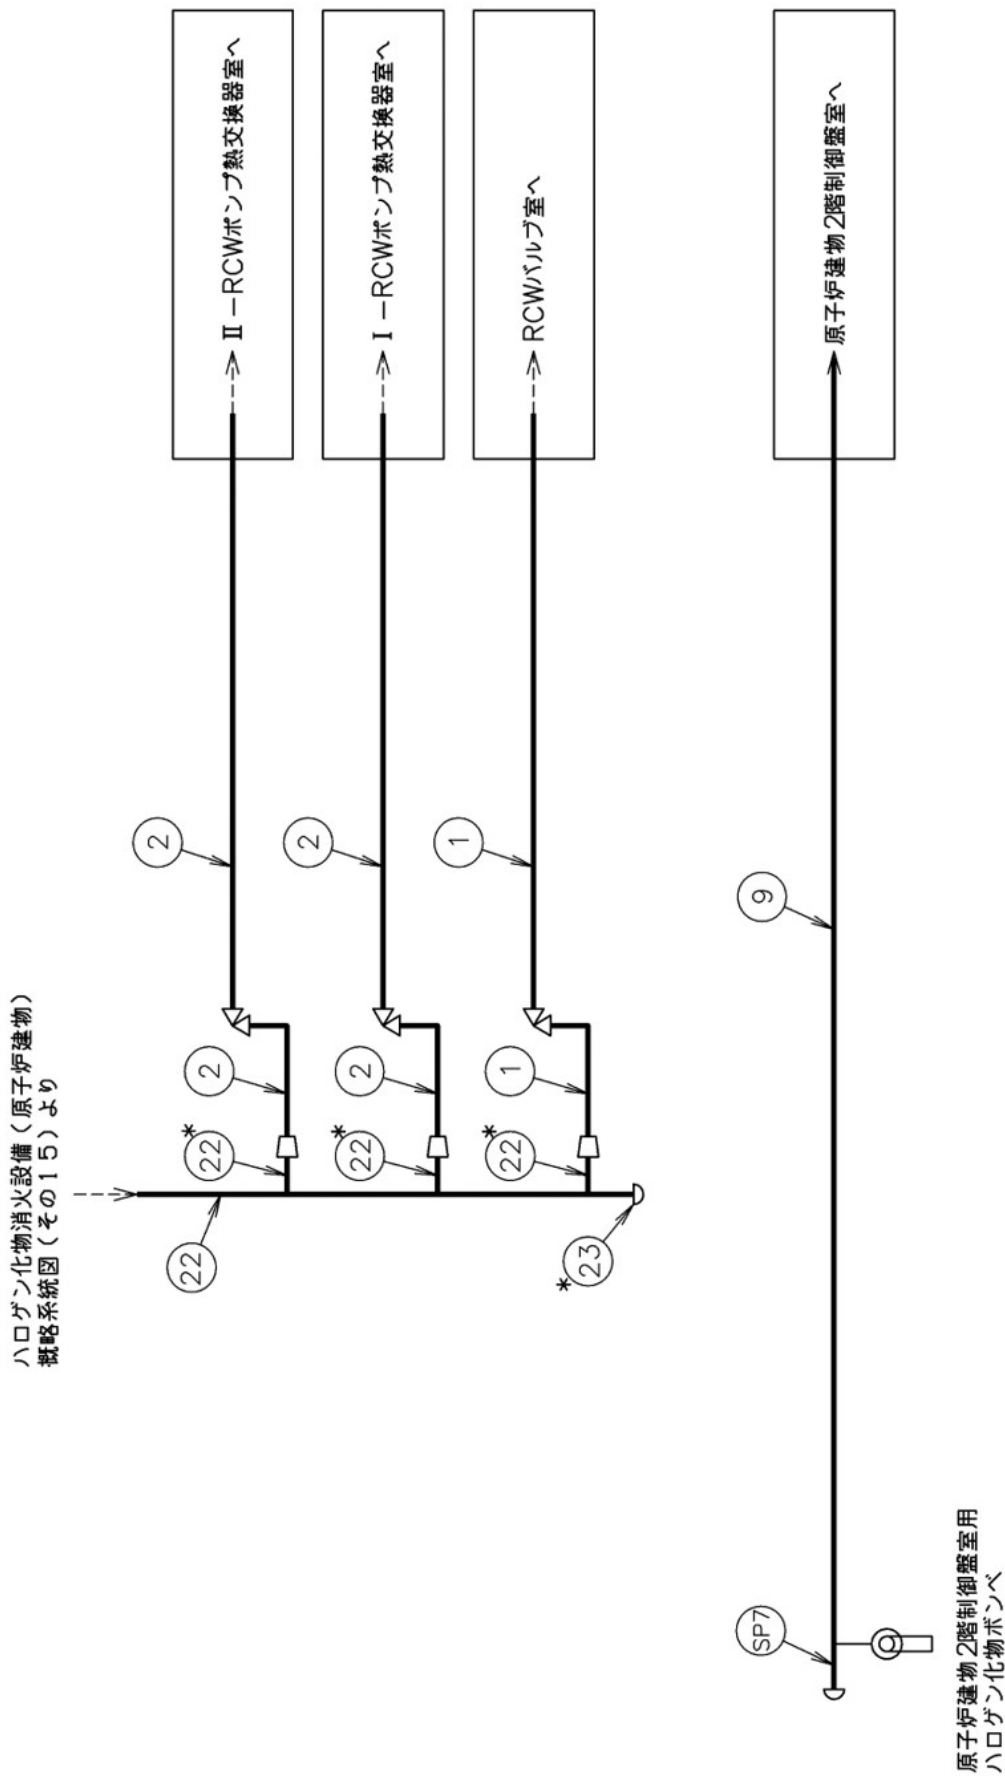 ハロゲン化物消火設備（原子炉建物）
概略系統図（その１５）より
22
22*
2
2
Ⅱ－RCWポンプ熱交換器室へ
22*
2
2
Ⅰ－RCWポンプ熱交換器室へ
22*
1
1
RCWバルブ室へ
*23
SP7
9
原子炉建物2階制御盤室へ
原子炉建物2階制御盤室用
ハロゲン化物ボンベ